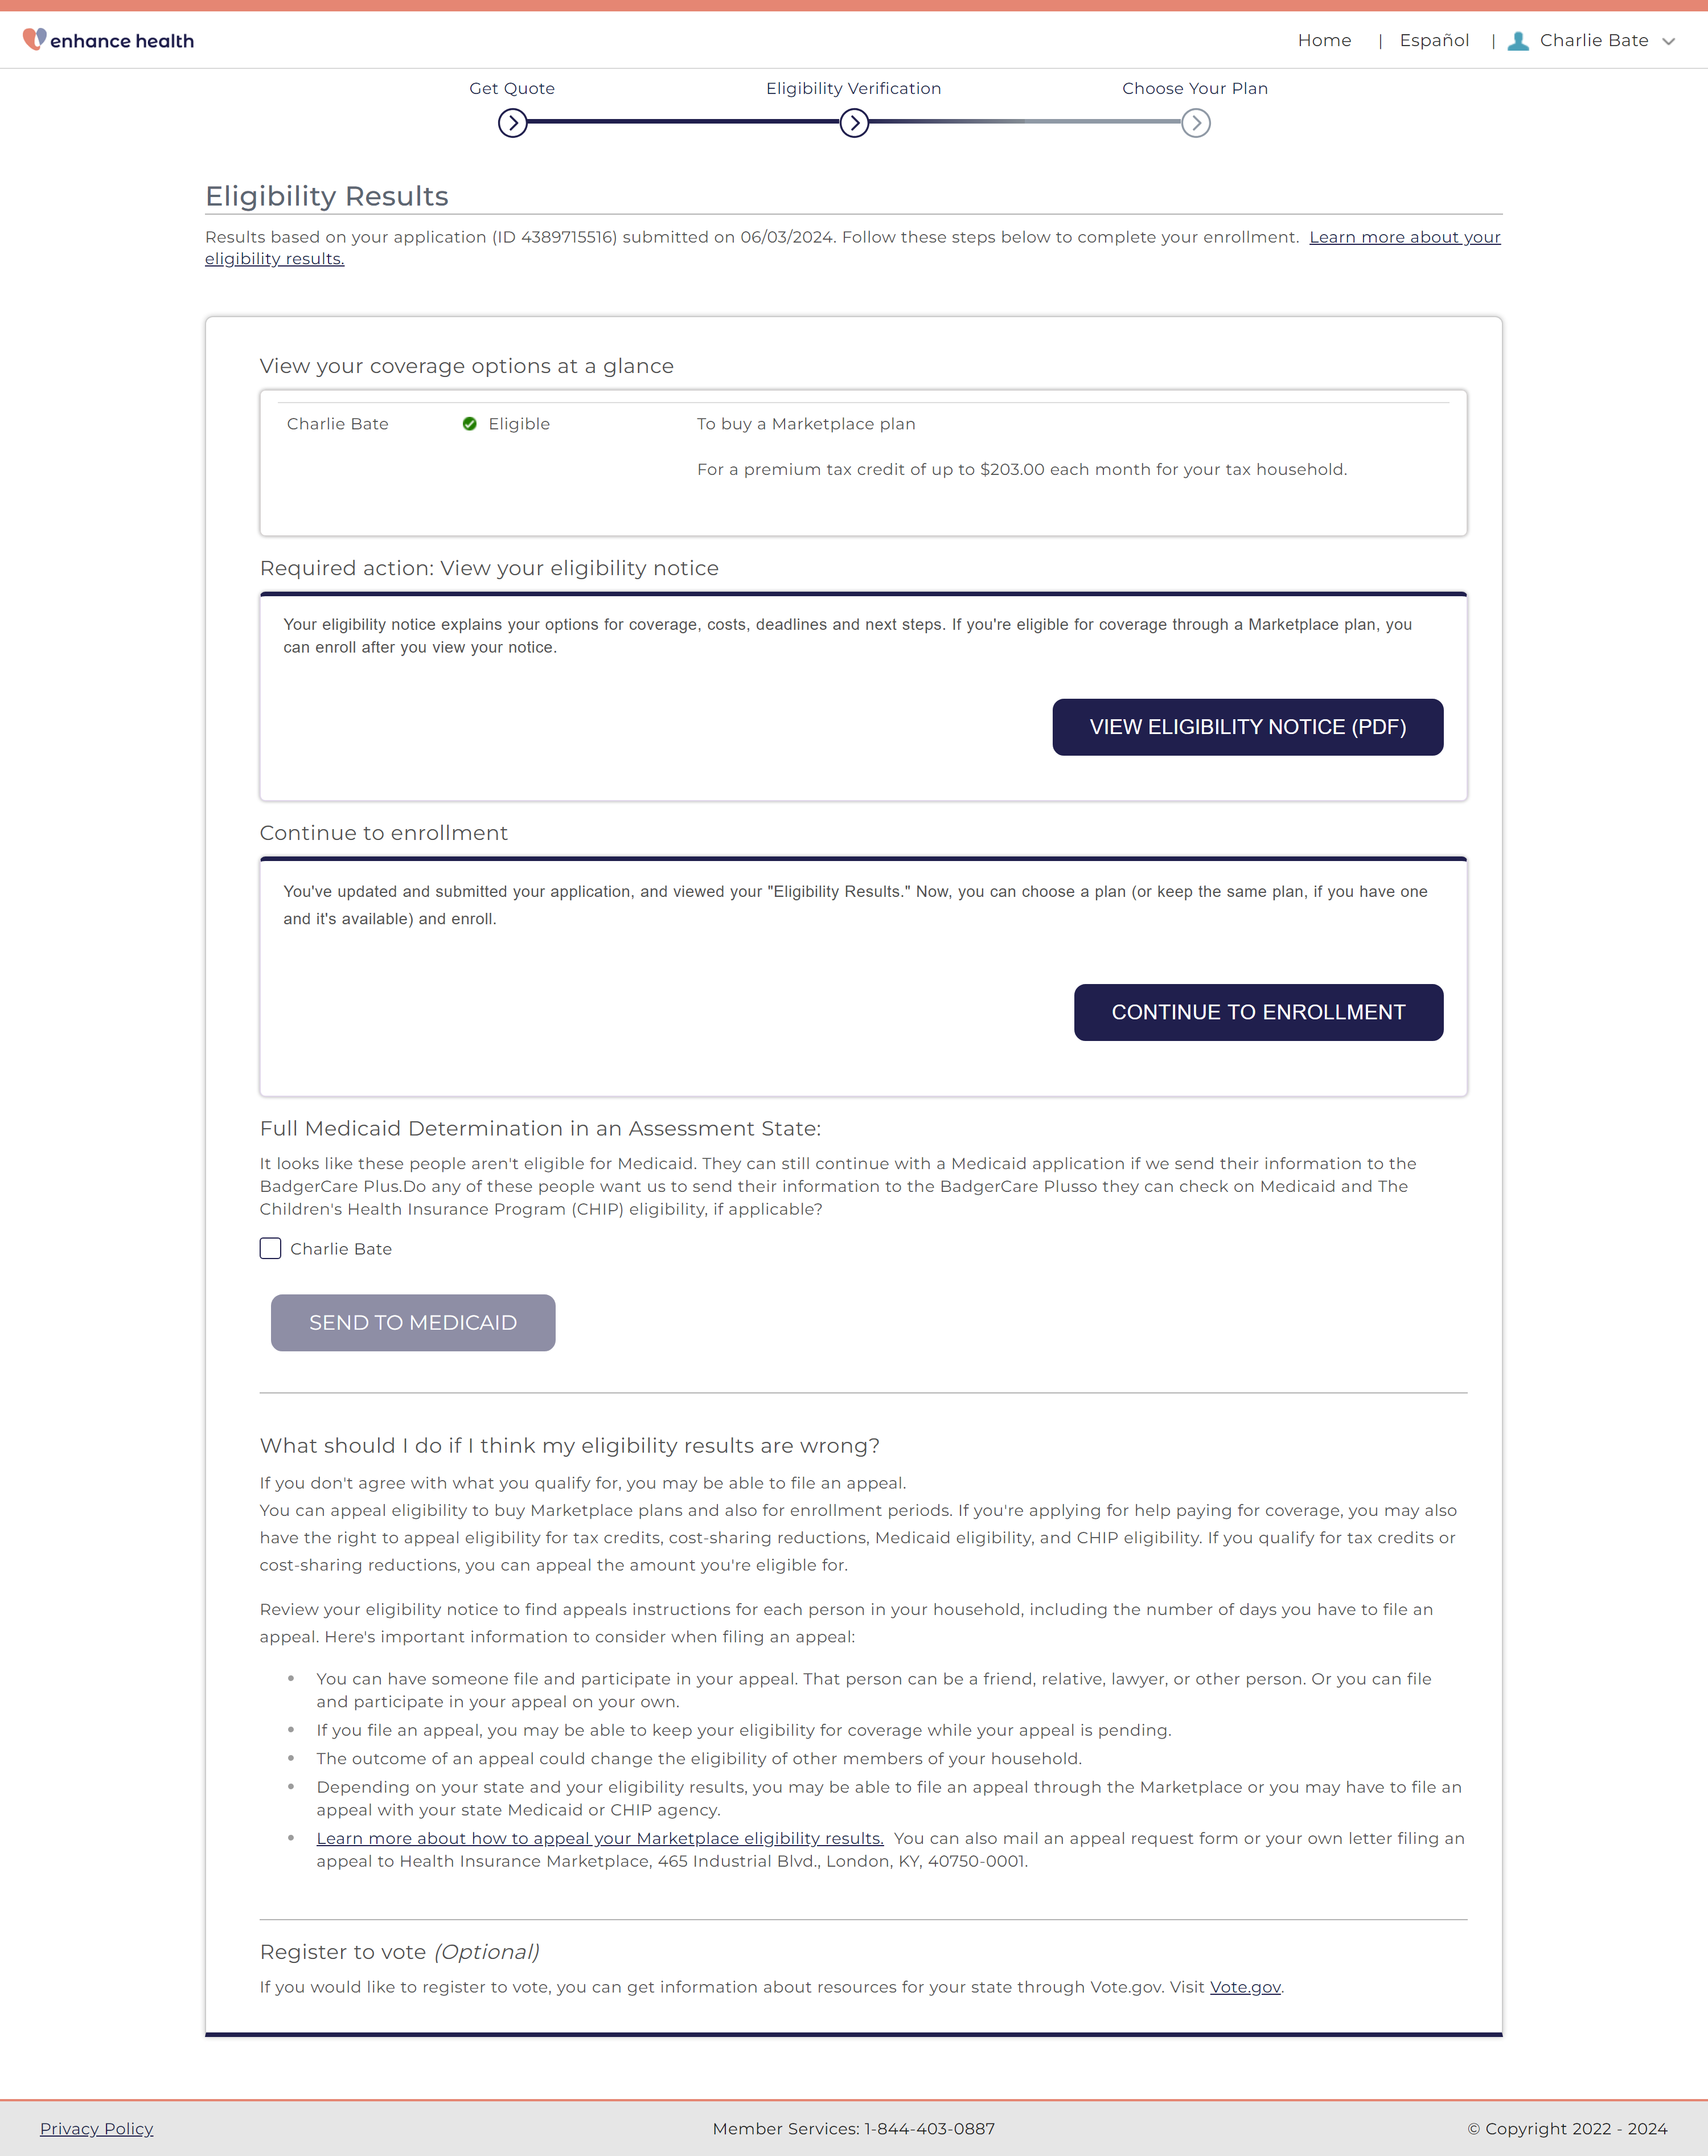 enhance health
Home | Español | Charlie Bate
Get Quote Eligibility Verification Choose Your Plan
Eligibility Results
Results based on your application (ID 4389715516) submitted on 06/03/2024. Follow these steps below to complete your enrollment. Learn more about your
eligibility results.
View your coverage options at a glance
Charlie Bate Eligible To buy a Marketplace plan
For a premium tax credit of up to $203.00 each month for your tax household.
Required action: View your eligibility notice
Your eligibility notice explains your options for coverage, costs, deadlines and next steps. If you're eligible for coverage through a Marketplace plan, you
can enroll after you view your notice.
VIEW ELIGIBILITY NOTICE (PDF)
Continue to enrollment
You've updated and submitted your application, and viewed your "Eligibility Results." Now, you can choose a plan (or keep the same plan, if you have one
and it's available) and enroll.
CONTINUE TO ENROLLMENT
Full Medicaid Determination in an Assessment State:
It looks like these people aren't eligible for Medicaid. They can still continue with a Medicaid application if we send their information to the
BadgerCare Plus.Do any of these people want us to send their information to the BadgerCare Plusso they can check on Medicaid and The
Children's Health Insurance Program (CHIP) eligibility, if applicable?
Charlie Bate
SEND TO MEDICAID
What should I do if I think my eligibility results are wrong?
If you don't agree with what you qualify for, you may be able to file an appeal.
You can appeal eligibility to buy Marketplace plans and also for enrollment periods. If you're applying for help paying for coverage, you may also
have the right to appeal eligibility for tax credits, cost-sharing reductions, Medicaid eligibility, and CHIP eligibility. If you qualify for tax credits or
cost-sharing reductions, you can appeal the amount you're eligible for.
Review your eligibility notice to find appeals instructions for each person in your household, including the number of days you have to file an
appeal. Here's important information to consider when filing an appeal:
• You can have someone file and participate in your appeal. That person can be a friend, relative, lawyer, or other person. Or you can file
and participate in your appeal on your own.
• If you file an appeal, you may be able to keep your eligibility for coverage while your appeal is pending.
• The outcome of an appeal could change the eligibility of other members of your household.
• Depending on your state and your eligibility results, you may be able to file an appeal through the Marketplace or you may have to file an
appeal with your state Medicaid or CHIP agency.
• Learn more about how to appeal your Marketplace eligibility results. You can also mail an appeal request form or your own letter filing an
appeal to Health Insurance Marketplace, 465 Industrial Blvd., London, KY, 40750-0001.
Register to vote (Optional)
If you would like to register to vote, you can get information about resources for your state through Vote.gov. Visit Vote.gov.
Privacy Policy Member Services: 1-844-403-0887 © Copyright 2022 - 2024